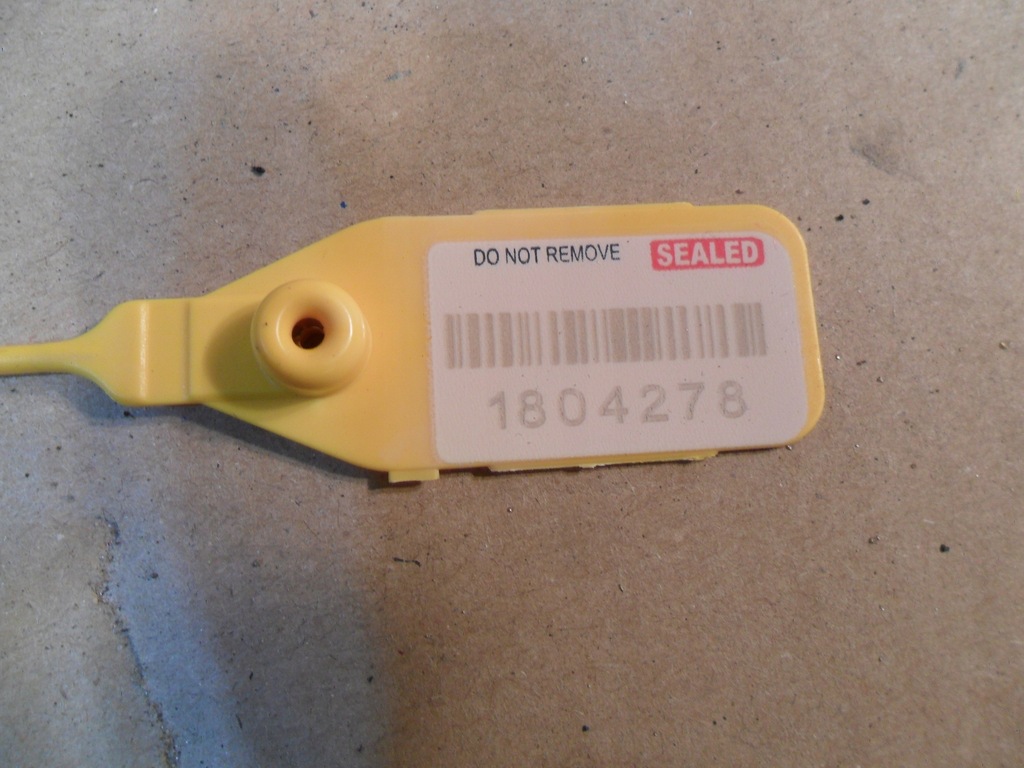 DO NOT REMOVE SEALED
1804278